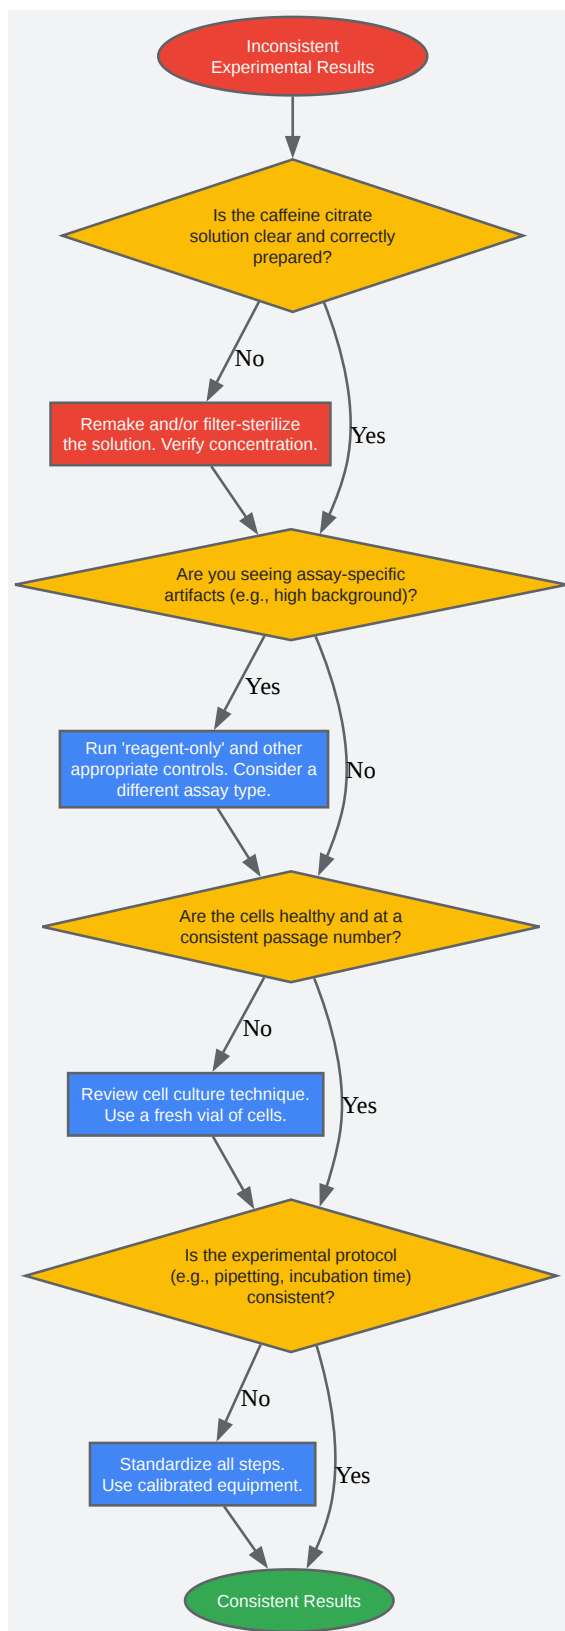 Inconsistent
Experimental Results
Is the caffeine citrate
solution clear and correctly
prepared?
No
Remake and/or filter-sterilize
the solution. Verify concentration.
Yes
Are you seeing assay-specific
artifacts (e.g., high background)?
Yes
Run 'reagent-only' and other
appropriate controls. Consider a
different assay type.
No
Are the cells healthy and at a
consistent passage number?
No
Review cell culture technique.
Use a fresh vial of cells.
Yes
Is the experimental protocol
(e.g., pipetting, incubation time)
consistent?
No
Standardize all steps.
Use calibrated equipment.
Yes
Consistent Results